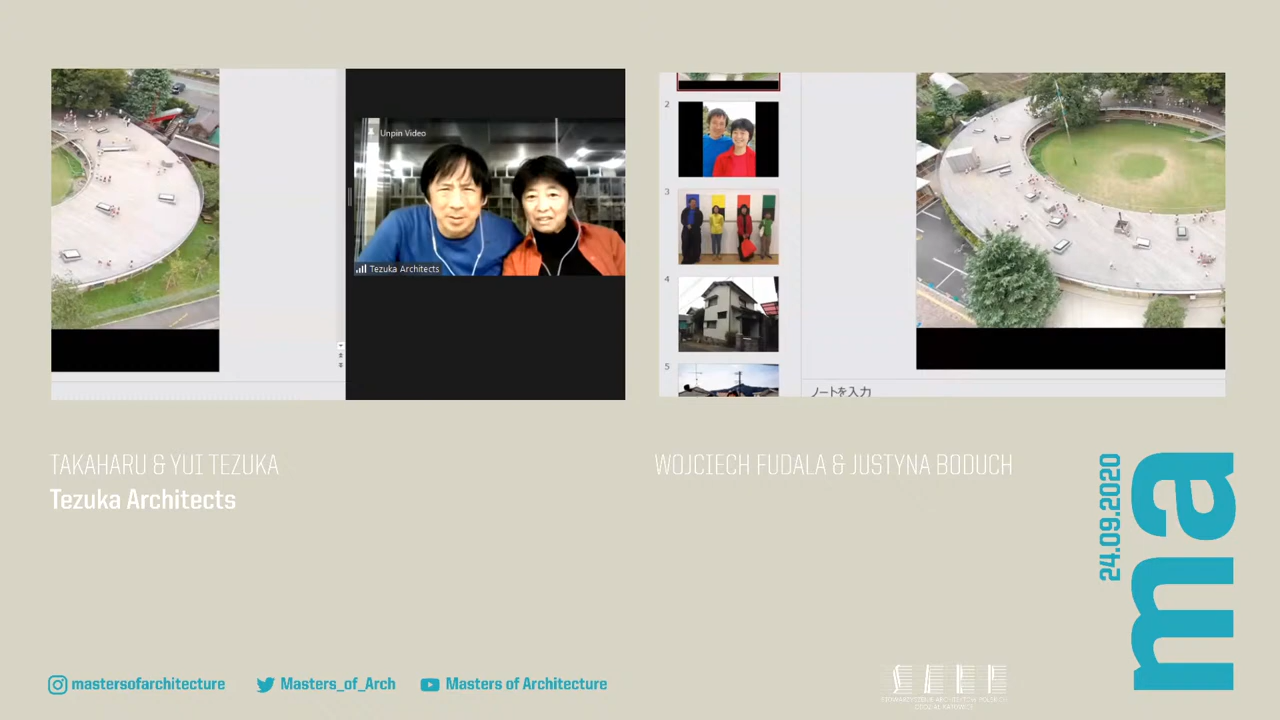 Unpin Video
Tezuka Architects
2
3
4
5
ノートを入力
TAKAHARU & YUI TEZUKA
Tezuka Architects
WOJCIECH FUDALA & JUSTYNA BODUCH
24.09.2020
ma
mastersofarchitecture
Masters_of_Arch
Masters of Architecture